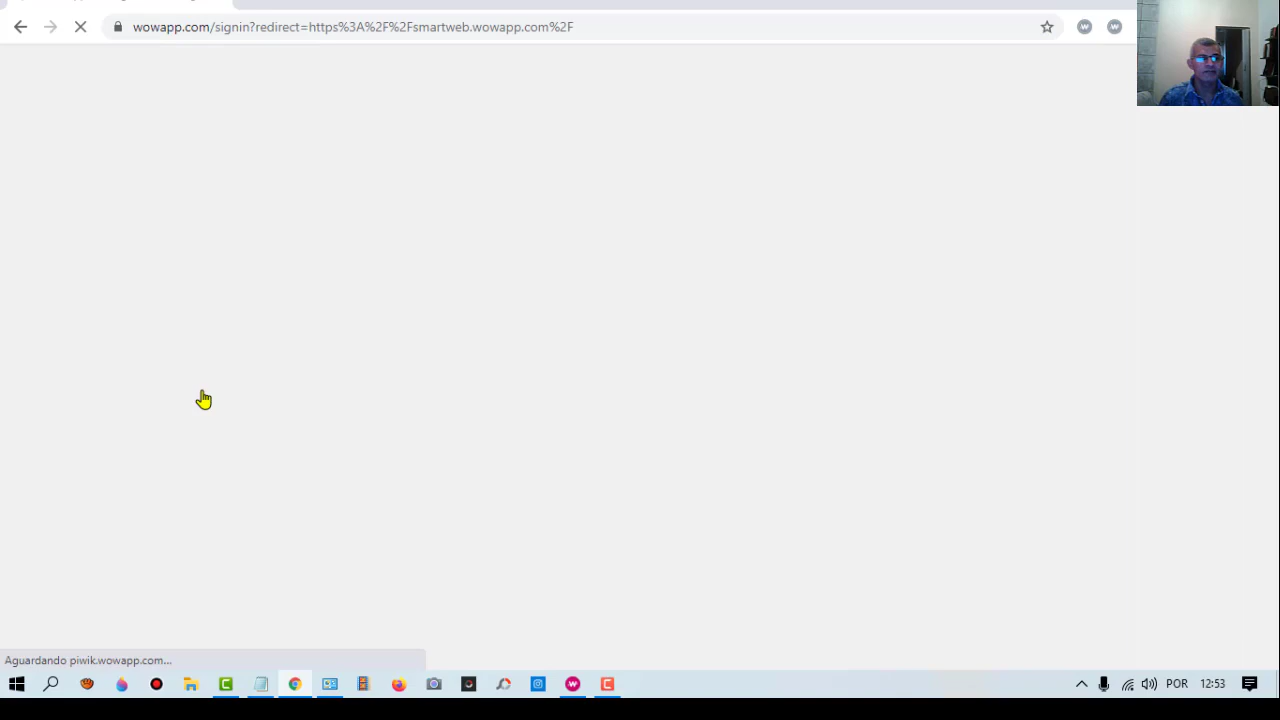 wowapp.com/signin?redirect=https%3A%2F%2Fsmartweb.wowapp.com%2F
Aguardando piwik.wowapp.com...
POR
12:53